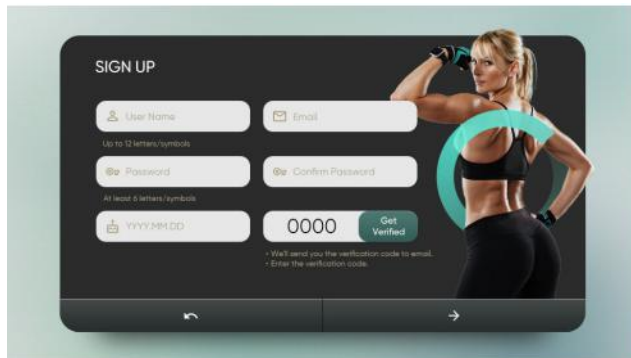 SIGN UP
User Name
Email
Up to 12 letters/symbols
Password
Confirm Password
At least 6 letters/symbols
YYYY.MM.DD
0000
Get
Verified
• We'll send you the verification code to email.
• Enter the verification code.